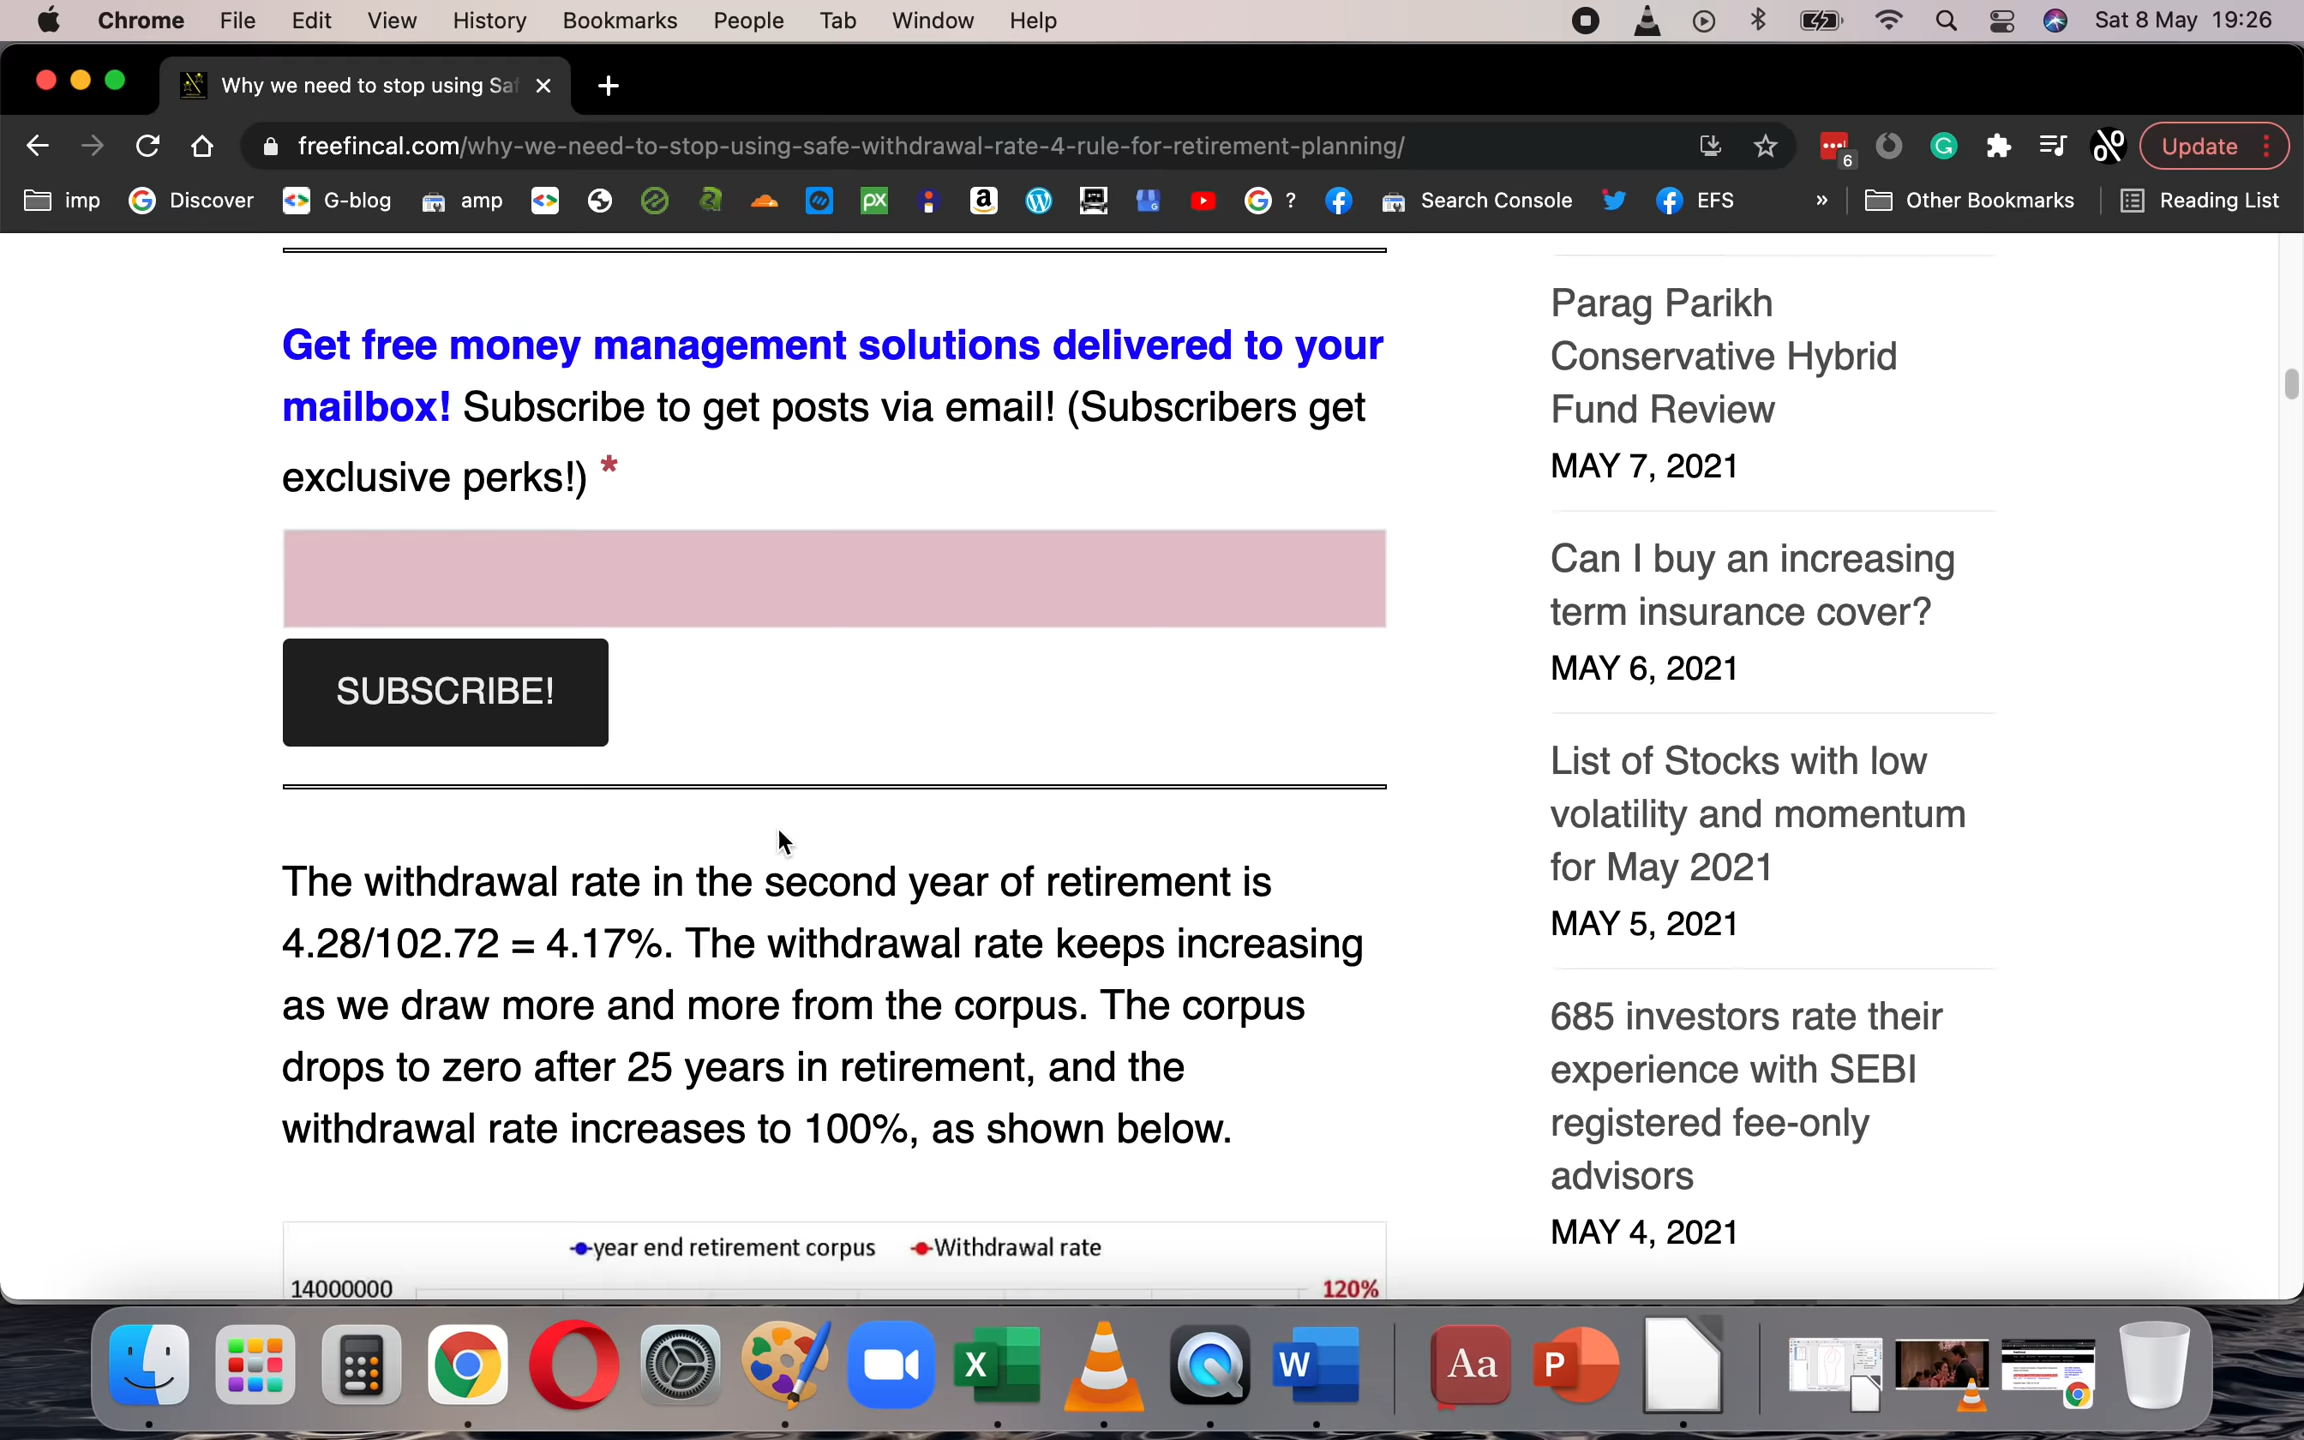 Chrome File Edit View History Bookmarks People Tab Window Help Sat 8 May 19:26
Why we need to stop using Saf
freefincal.com/why-we-need-to-stop-using-safe-withdrawal-rate-4-rule-for-retirement-planning/ 6 Update
imp Discover G-blog amp ? Search Console EFS » Other Bookmarks Reading List
Get free money management solutions delivered to your
mailbox! Subscribe to get posts via email! (Subscribers get
exclusive perks!) *
SUBSCRIBE!
The withdrawal rate in the second year of retirement is
4.28/102.72 = 4.17%. The withdrawal rate keeps increasing
as we draw more and more from the corpus. The corpus
drops to zero after 25 years in retirement, and the
withdrawal rate increases to 100%, as shown below.
year end retirement corpus Withdrawal rate
14000000 120%
Parag Parikh
Conservative Hybrid
Fund Review
MAY 7, 2021
Can I buy an increasing
term insurance cover?
MAY 6, 2021
List of Stocks with low
volatility and momentum
for May 2021
MAY 5, 2021
685 investors rate their
experience with SEBI
registered fee-only
advisors
MAY 4, 2021